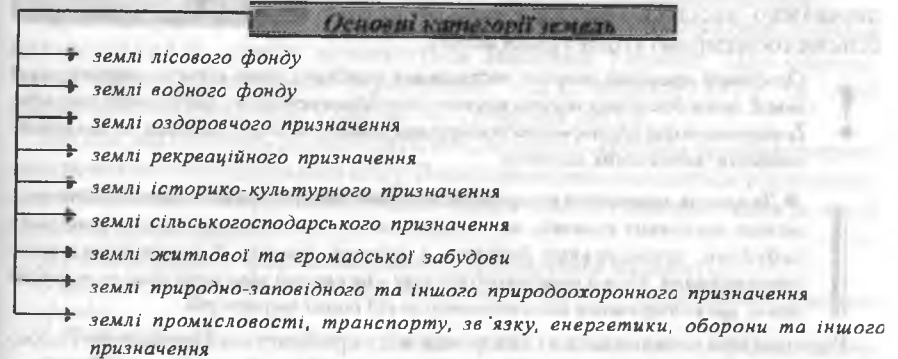 Основні категорії земель
землі лісового фонду
землі водного фонду
землі оздоровчого призначення
землі рекреаційного призначення
землі історико-культурного призначення
землі сільськогосподарського призначення
землі житлової та громадської забудови
землі природно-заповідного та іншого природоохоронного призначення
землі промисловості, транспорту, зв'язку, енергетики, оборони та іншого
призначення